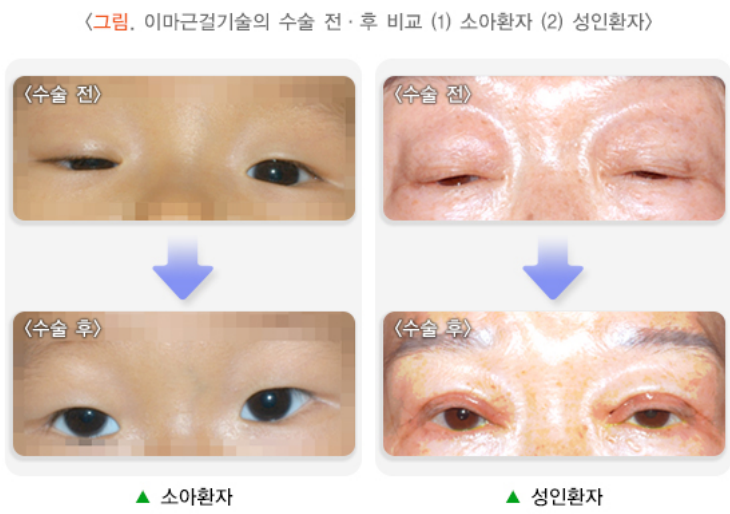 <그림. 이마근걸기술의 수술 전·후 비교 (1) 소아환자 (2) 성인환자>
<수술 전>
<수술 전>
<수술 후>
<수술 후>
▲ 소아환자
▲ 성인환자